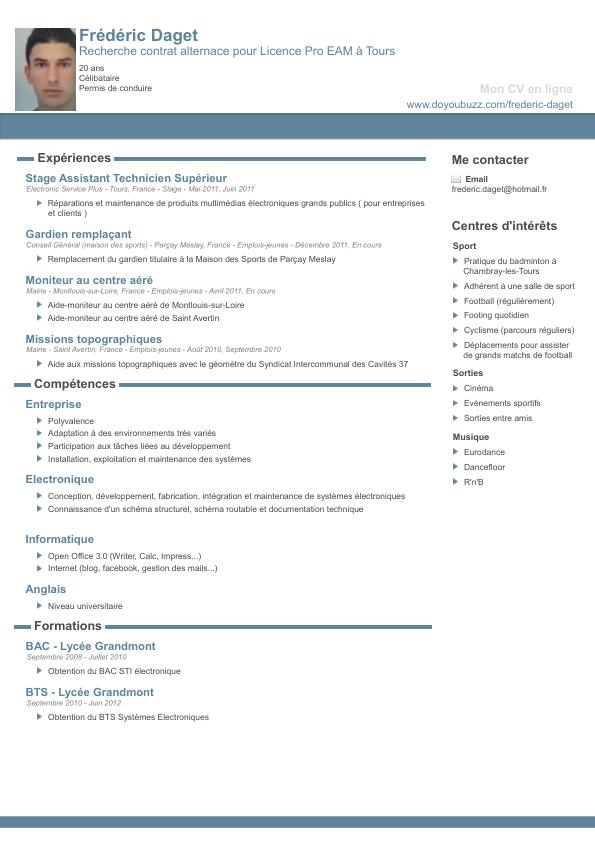 Frédéric Daget
Recherche contrat alternace pour Licence Pro EAM à Tours
20 ans
Célibataire
Permis de conduire
Mon CV en ligne
www.doyoubuzz.com/frederic-daget
Expériences
Stage Assistant Technicien Supérieur
Electronic Service Plus - Tours, France - Stage - Mai 2011, Juin 2011
Réparations et maintenance de produits multimédias électroniques grands publics ( pour entreprises
et clients )
Gardien remplaçant
Conseil Général (maison des sports) - Parçay Meslay, France - Emplois-jeunes - Décembre 2011, En cours
Remplacement du gardien titulaire à la Maison des Sports de Parçay Meslay
Moniteur au centre aéré
Mairie - Montlouis-sur-Loire, France - Emplois-jeunes - Avril 2011, En cours
Aide-moniteur au centre aéré de Montlouis-sur-Loire
Aide-moniteur au centre aéré de Saint Avertin
Missions topographiques
Mairie - Saint Avertin, France - Emplois-jeunes - Août 2010, Septembre 2010
Aide aux missions topographiques avec le géomètre du Syndicat Intercommunal des Cavités 37
Compétences
Entreprise
Polyvalence
Adaptation à des environnements très variés
Participation aux tâches liées au développement
Installation, exploitation et maintenance des systèmes
Electronique
Conception, développement, fabrication, intégration et maintenance de systèmes électroniques
Connaissance d'un schéma structurel, schéma routable et documentation technique
Informatique
Open Office 3.0 (Writer, Calc, Impress...)
Internet (blog, facebook, gestion des mails...)
Anglais
Niveau universitaire
Formations
BAC - Lycée Grandmont
Septembre 2008 - Juillet 2010
Obtention du BAC STI électronique
BTS - Lycée Grandmont
Septembre 2010 - Juin 2012
Obtention du BTS Systèmes Electroniques
Me contacter
Email
frederic.daget@hotmail.fr
Centres d'intérêts
Sport
Pratique du badminton à
Chambray-les-Tours
Adhérent à une salle de sport
Football (régulièrement)
Footing quotidien
Cyclisme (parcours réguliers)
Déplacements pour assister
de grands matchs de football
Sorties
Cinéma
Evènements sportifs
Sorties entre amis
Musique
Eurodance
Dancefloor
R'n'B